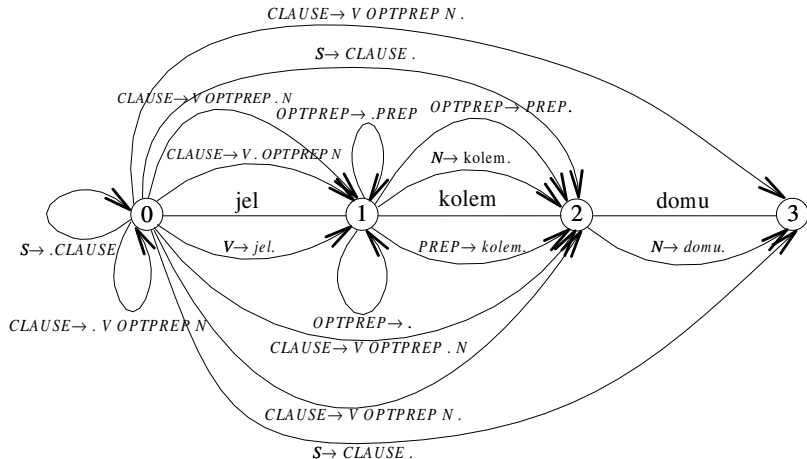 CLAUSE→ V OPTPREP N .
S→ CLAUSE .
CLAUSE→ V OPTPREP . N
OPTPREP→ .PREP
OPTPREP→ PREP.
CLAUSE→ V. OPTPREP N
N→ kolem.
jel
kolem
domu
0
1
2
3
S→ .CLAUSE
V→ jel.
PREP→ kolem.
N→ domu.
CLAUSE→ . V OPTPREP N
OPTPREP→ .
CLAUSE→ V OPTPREP . N
CLAUSE→ V OPTPREP N .
S→ CLAUSE .